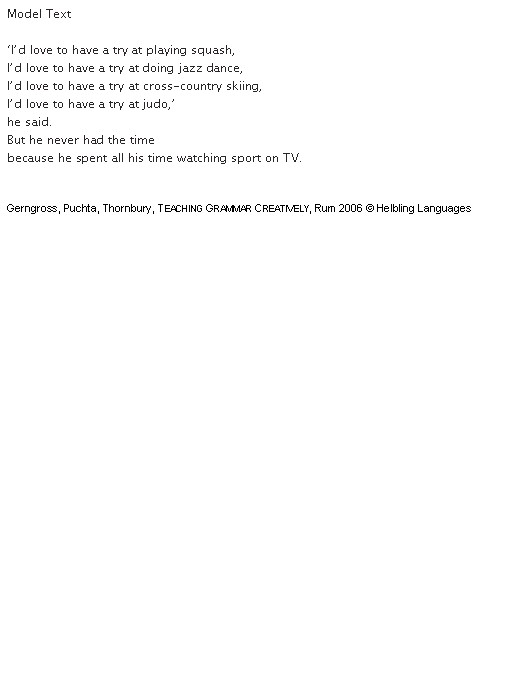 Model Text
‘I’d love to have a try at playing squash,
I’d love to have a try at doing jazz dance,
I’d love to have a try at cross-country skiing,
I’d love to have a try at judo,’
he said.
But he never had the time
because he spent all his time watching sport on TV.
Gerngross, Puchta, Thornbury, TEACHING GRAMMAR CREATIVELY, Rum 2006 © Helbling Languages